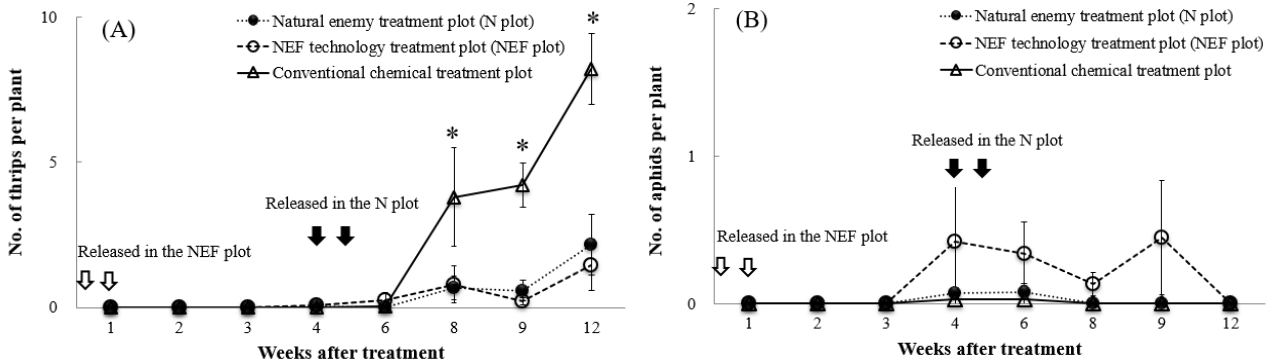 (A)
No. of thrips per plant
10
5
0
Natural enemy treatment plot (N plot)
NEF technology treatment plot (NEF plot)
Conventional chemical treatment plot
*
*
*
Released in the N plot
Released in the NEF plot
1 2 3 4 6 8 9 12
Weeks after treatment
(B)
No. of aphids per plant
2
1
0
Natural enemy treatment plot (N plot)
NEF technology treatment plot (NEF plot)
Conventional chemical treatment plot
Released in the N plot
Released in the NEF plot
1 2 3 4 6 8 9 12
Weeks after treatment